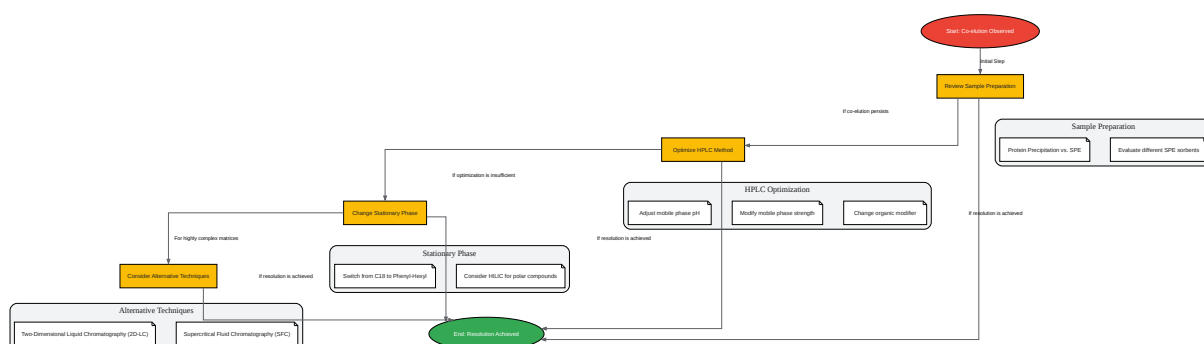 Start: Co-elution Observed
Initial Step
Review Sample Preparation
If co-elution persists
Sample Preparation
Protein Precipitation vs. SPE
Evaluate different SPE sorbents
Optimize HPLC Method
If optimization is insufficient
HPLC Optimization
Adjust mobile phase pH
Modify mobile phase strength
Change organic modifier
If resolution is achieved
Change Stationary Phase
For highly complex matrices
If resolution is achieved
Stationary Phase
Switch from C18 to Phenyl-Hexyl
Consider HILIC for polar compounds
Consider Alternative Techniques
If resolution is achieved
Alternative Techniques
Two-Dimensional Liquid Chromatography (2D-LC)
Supercritical Fluid Chromatography (SFC)
End: Resolution Achieved